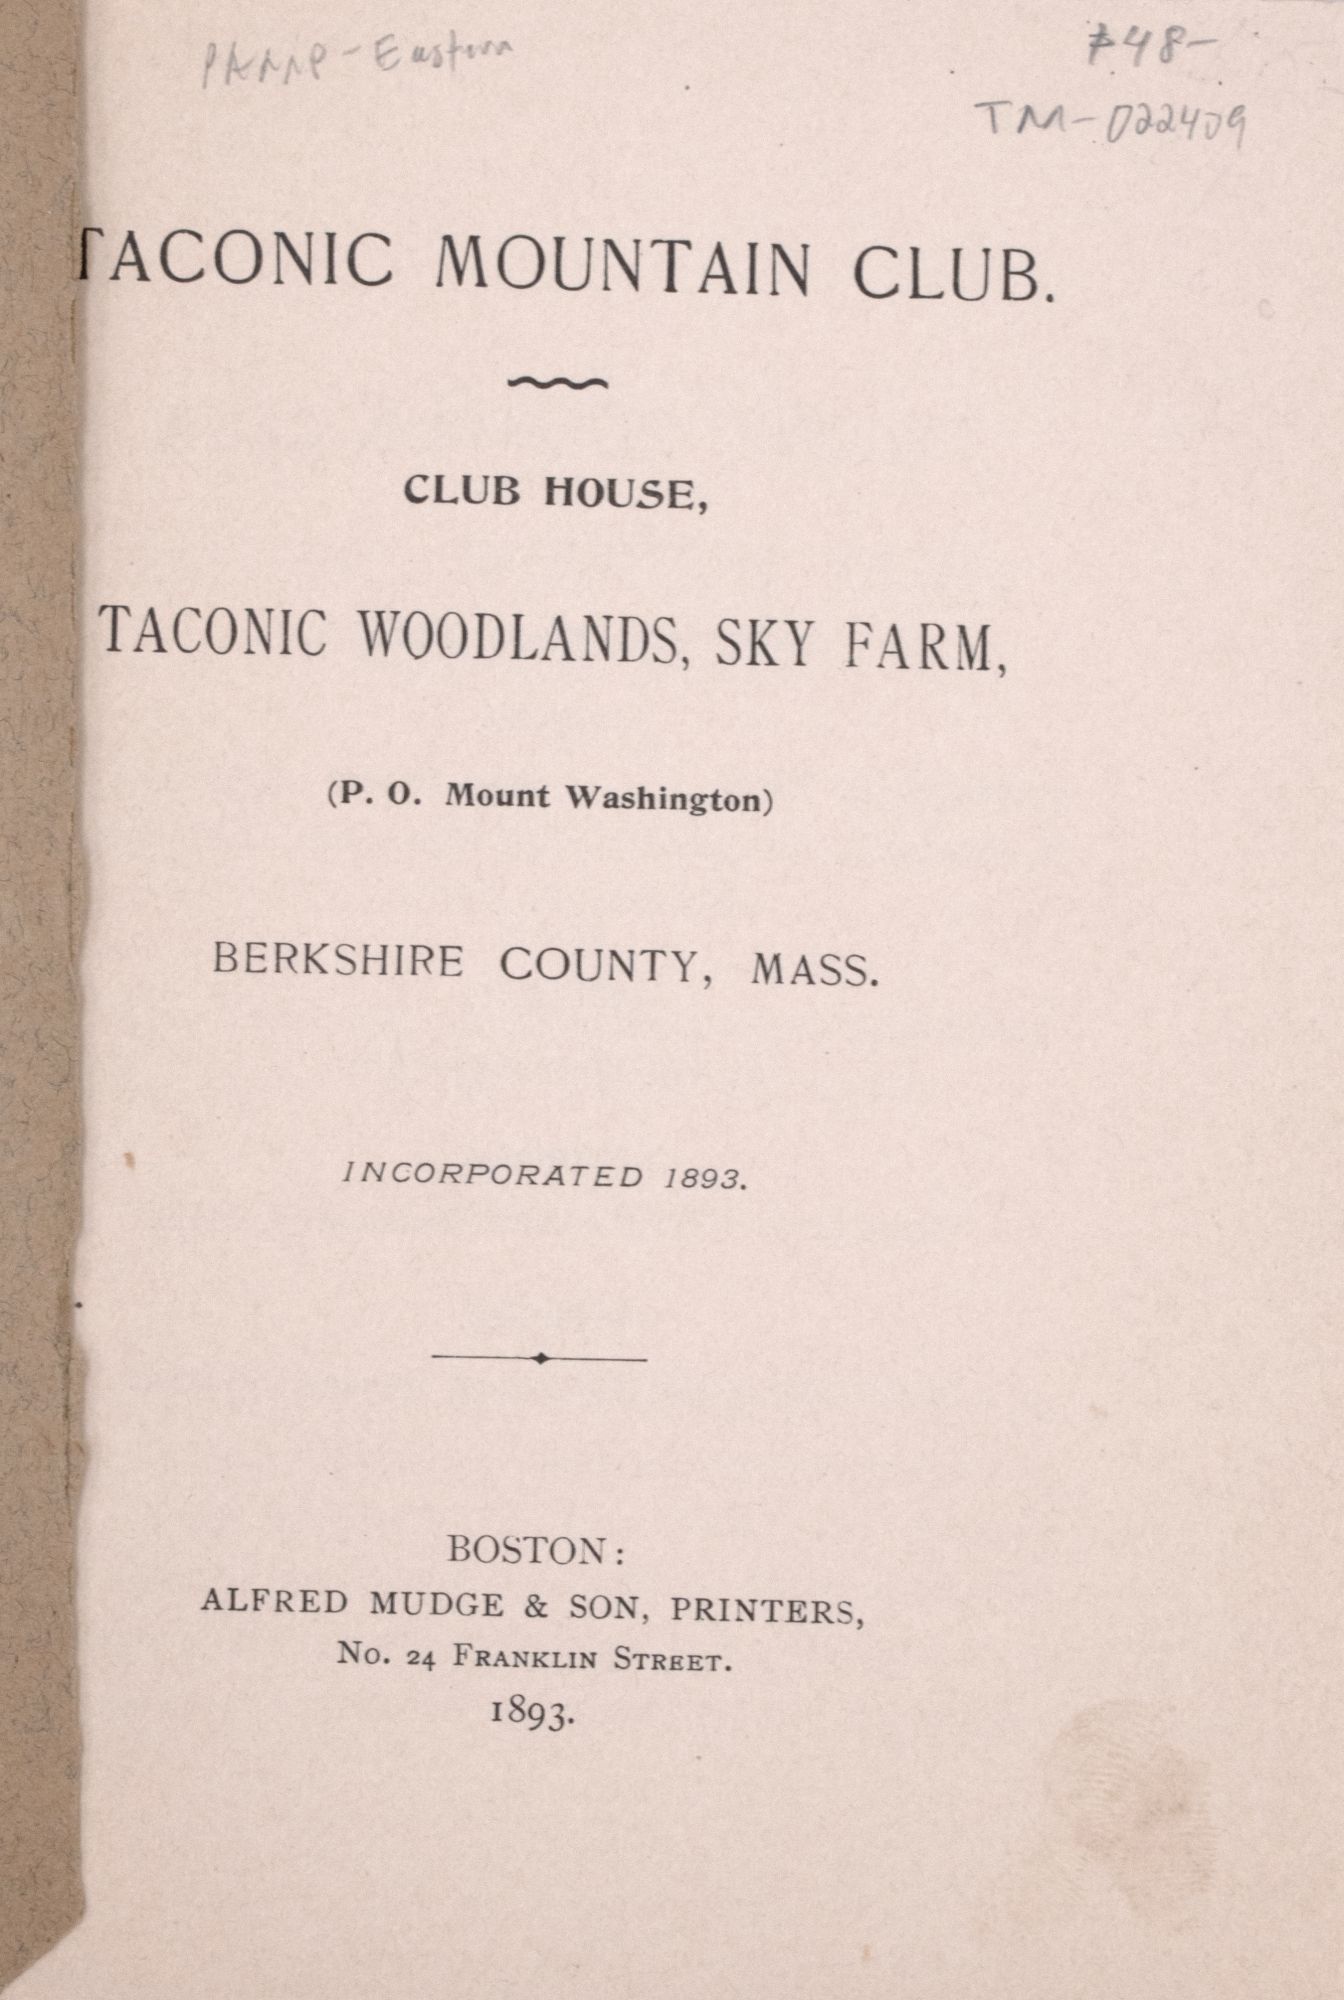 PAMP - Eastern
$48-
TM-022409
TACONIC MOUNTAIN CLUB.
CLUB HOUSE,
TACONIC WOODLANDS, SKY FARM,
(P. O. Mount Washington)
BERKSHIRE COUNTY, MASS.
INCORPORATED 1893.
BOSTON:
ALFRED MUDGE & SON, PRINTERS,
No. 24 FRANKLIN STREET.
1893.